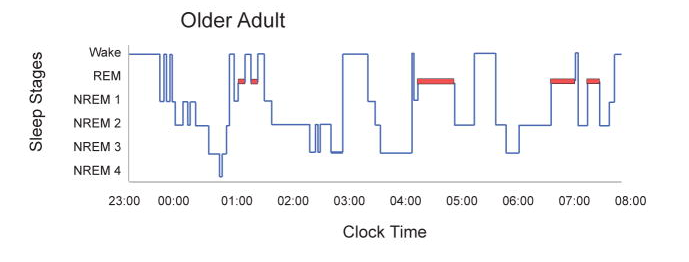 Older Adult
Sleep Stages
Wake
REM
NREM 1
NREM 2
NREM 3
NREM 4
23:00 00:00 01:00 02:00 03:00 04:00 05:00 06:00 07:00 08:00
Clock Time